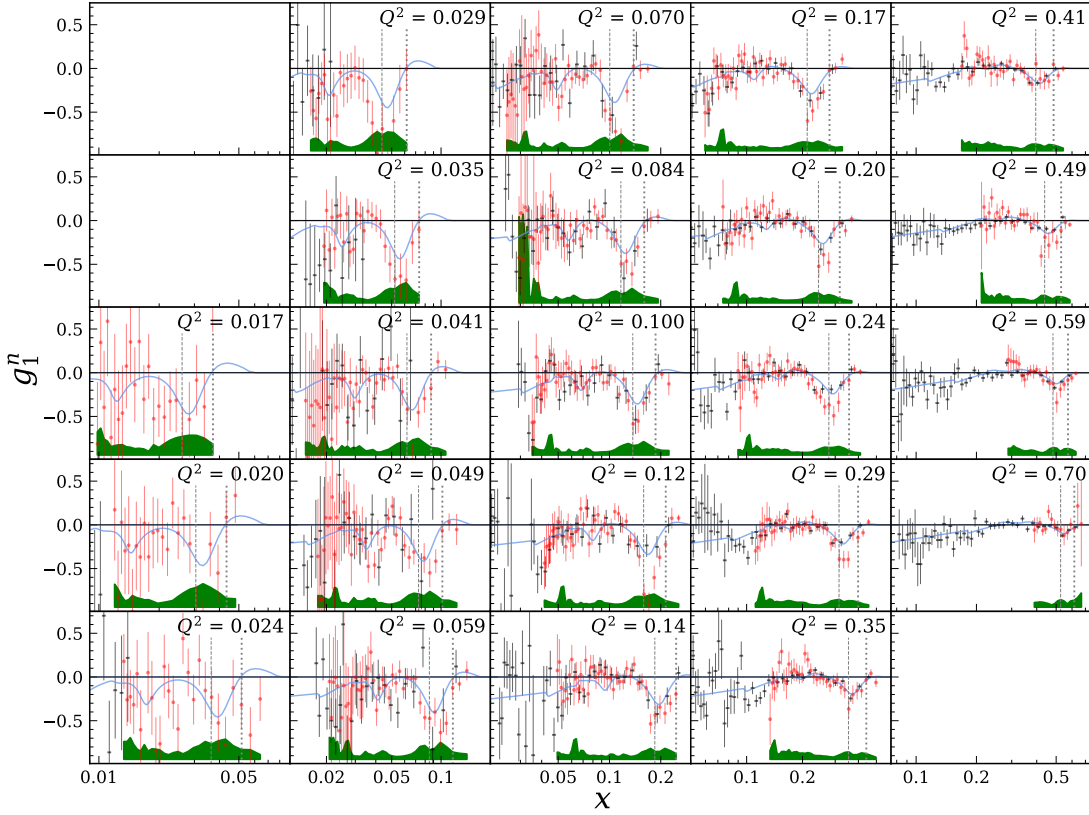 0.5
0.0
−0.5
Q² = 0.029
Q² = 0.070
Q² = 0.17
Q² = 0.41
0.5
0.0
−0.5
Q² = 0.035
Q² = 0.084
Q² = 0.20
Q² = 0.49
g₁ⁿ
0.5
0.0
−0.5
Q² = 0.017
Q² = 0.041
Q² = 0.100
Q² = 0.24
Q² = 0.59
0.5
0.0
−0.5
Q² = 0.020
Q² = 0.049
Q² = 0.12
Q² = 0.29
Q² = 0.70
0.5
0.0
−0.5
Q² = 0.024
Q² = 0.059
Q² = 0.14
Q² = 0.35
0.01 0.05
0.02 0.05 0.1
0.05 0.1 0.2
0.1 0.2
0.1 0.2 0.5
x